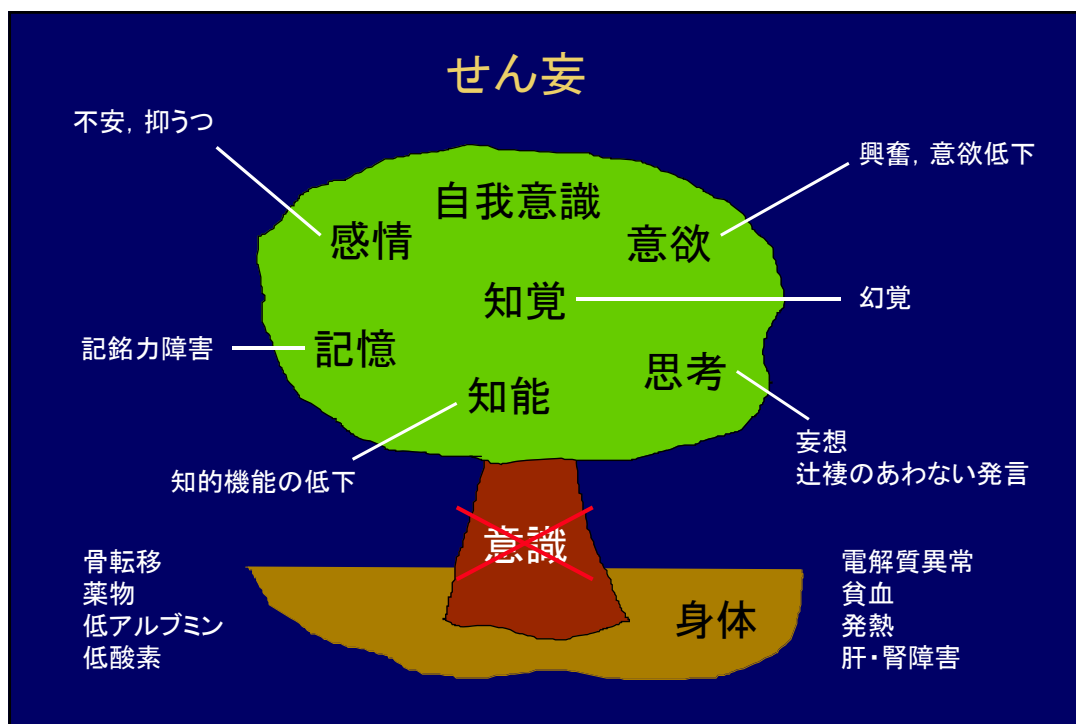 せん妄
不安, 抑うつ
興奮, 意欲低下
自我意識
感情
意欲
知覚
幻覚
記銘力障害
記憶
思考
知能
妄想
辻褄のあわない発言
知的機能の低下
意識
骨転移
薬物
低アルブミン
低酸素
身体
電解質異常
貧血
発熱
肝・腎障害